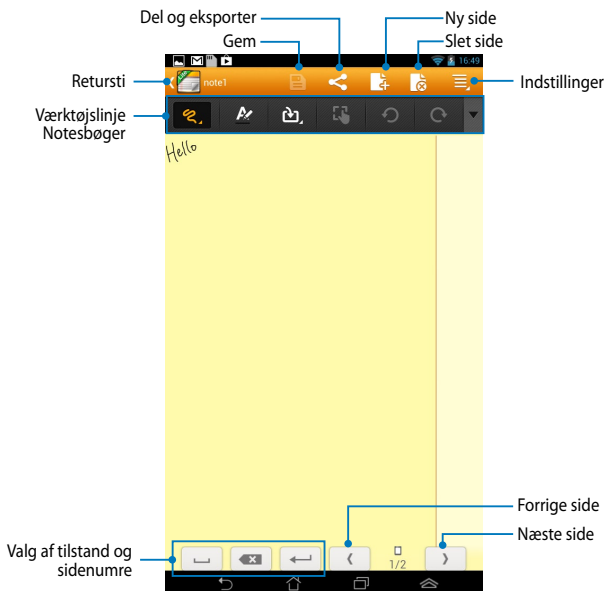 Del og eksporter
Ny side
Gem
Slet side
16:49
Retursti
note1
Indstillinger
Værktøjslinje
Notesbøger
Hello
Forrige side
Næste side
Valg af tilstand og
sidenumre
1/2